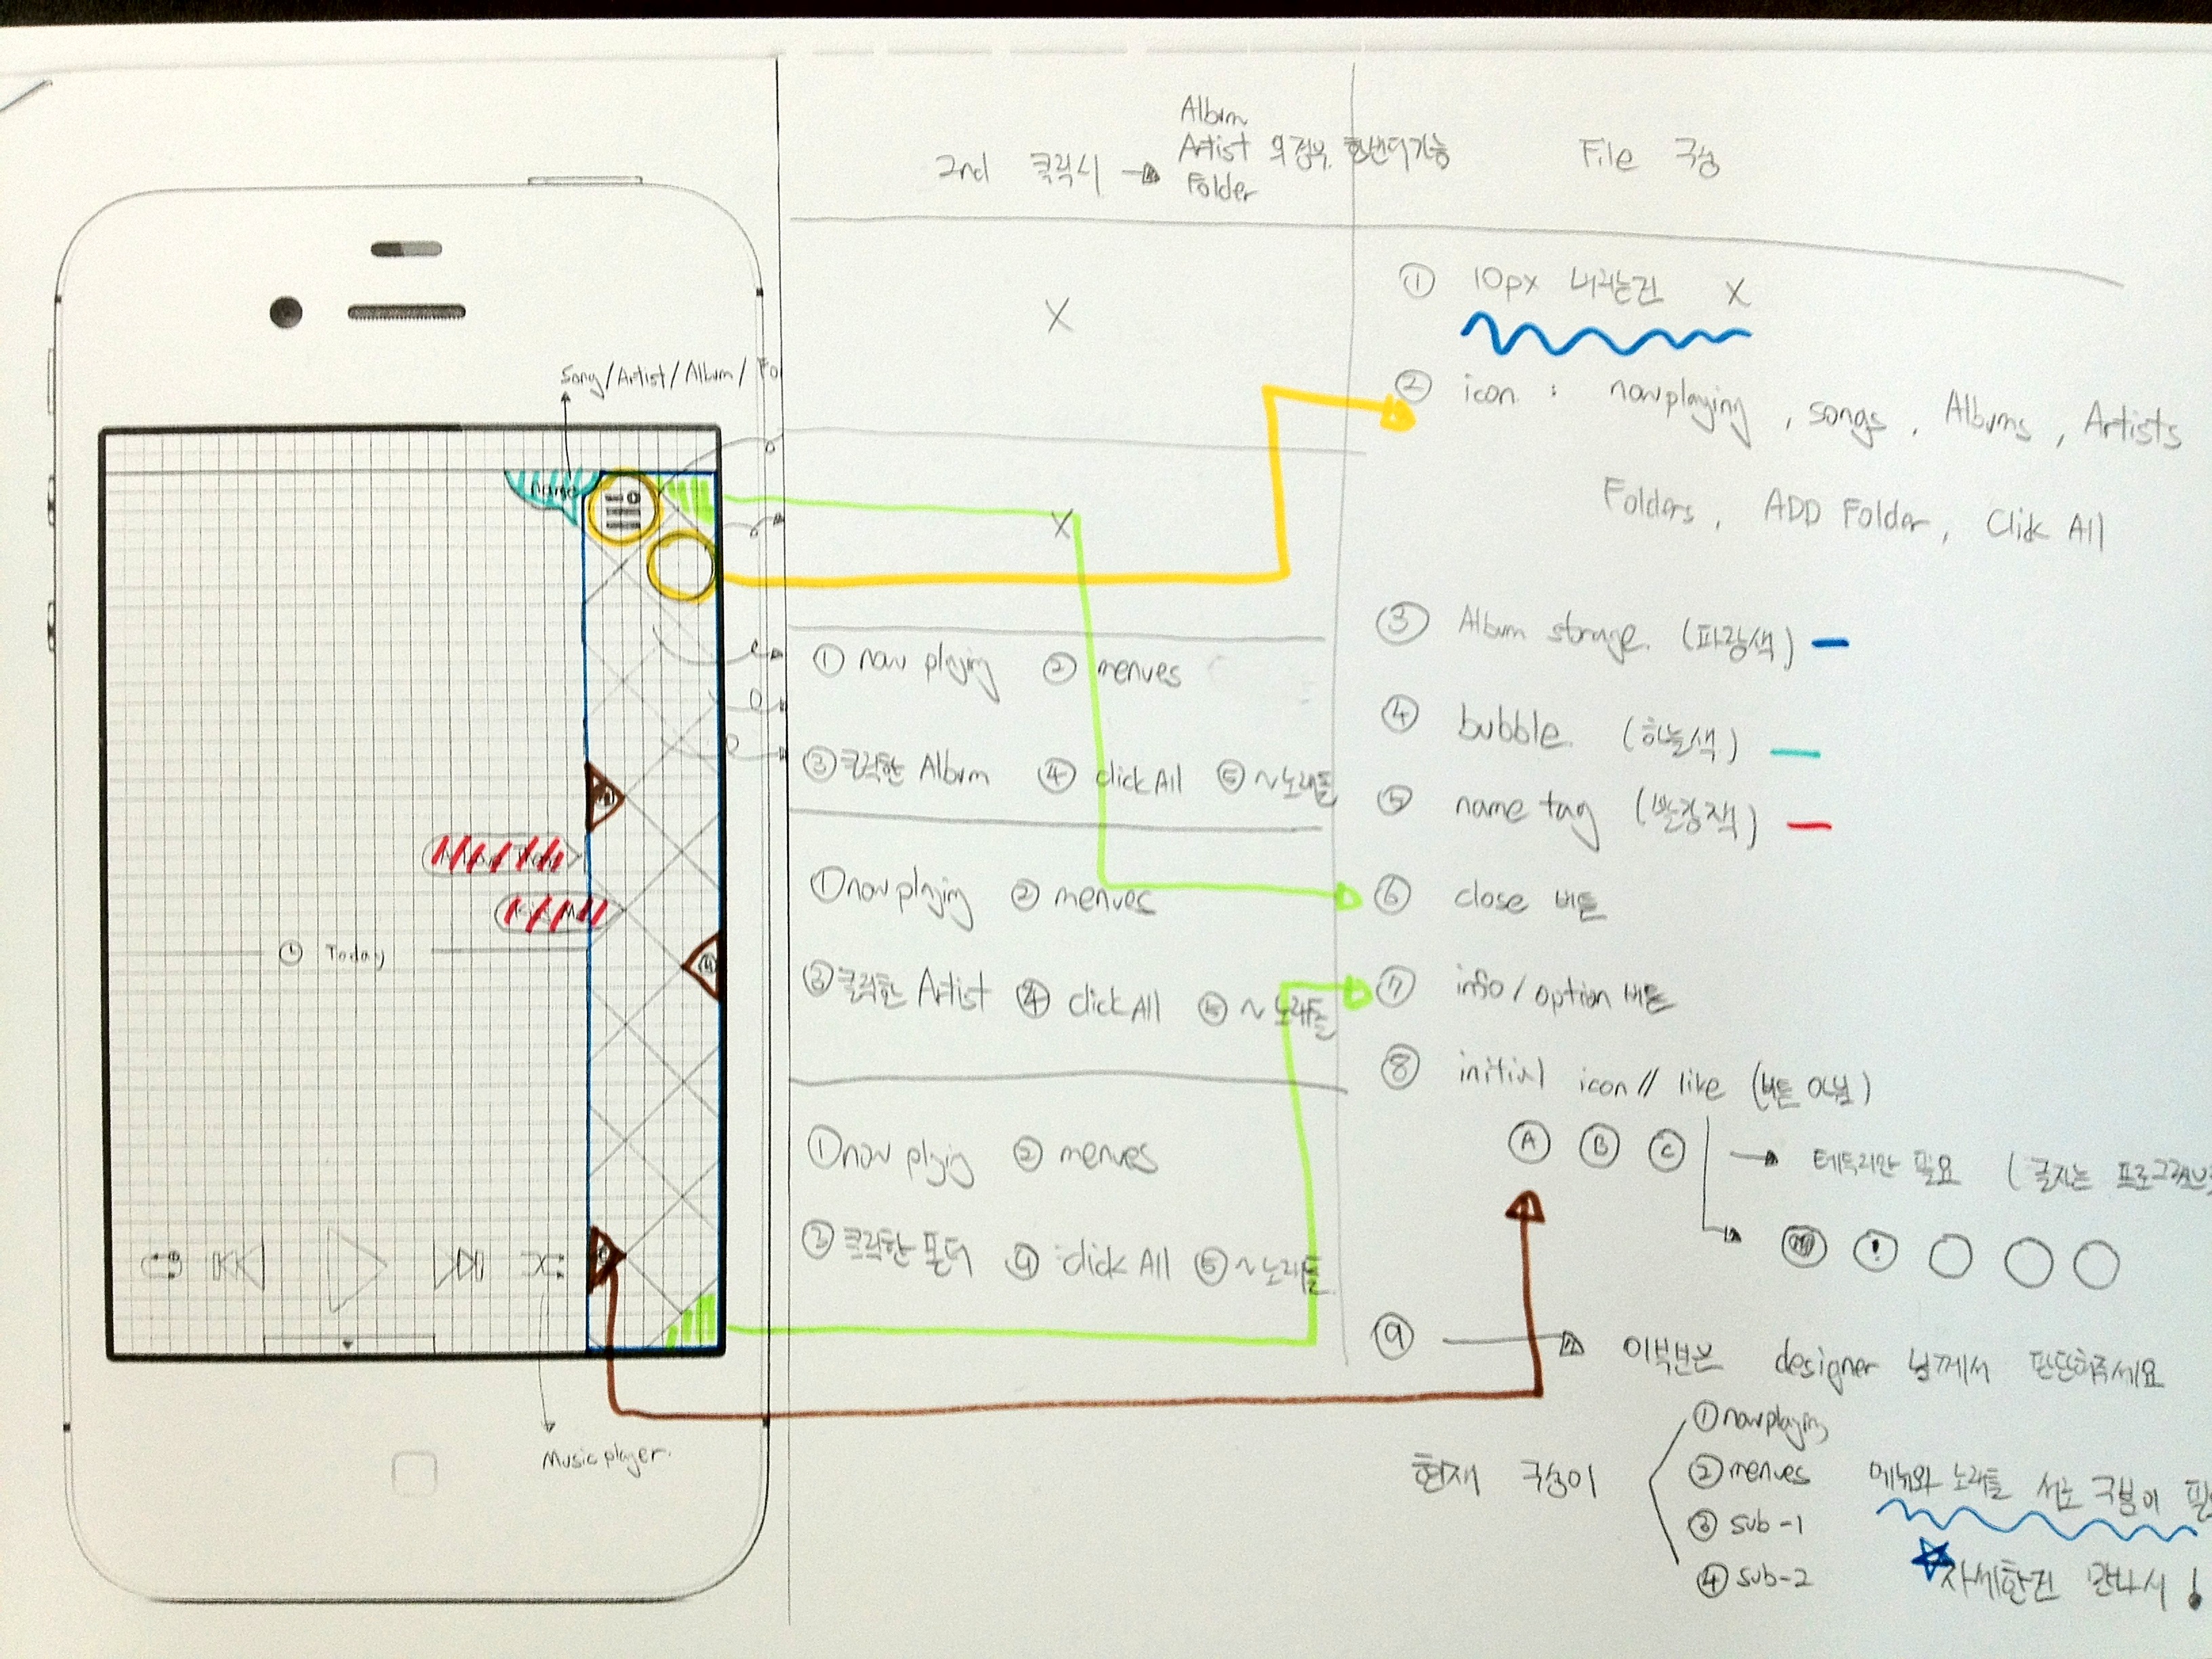 Song/Artist/Album/Fo
name
Today
Music player.
2nd 클릭시
Album
Artist 의경우 한번더가능
Folder
X
X
① now playing ② menues
③ 클릭한 Album ④ click All ⑤ ~노래들
① now playing ② menues
③ 클릭한 Artist ④ click All ⑤ ~노래들
① now plying ② menues
③ 클릭한 폴더 ④ click All ⑤ ~노래들
File 구성
① 10px 내리는건 X
② icon : nowplaying , songs , Albums , Artists
Folders , ADD Folder , Click All
③ Album storage. (파랑색)
④ bubble (하늘색)
⑤ name tag (빨강색)
⑥ close 버튼
⑦ info / option 버튼
⑧ initial icon // like (버튼 아님)
A B C
테두리만 필요 (글자는 프로그래
!
⑨ 이부분은 designer 님께서 판단해주세요
현재 구성이
① nowplaying
② menues 메뉴와 노래들 서로 구분이
③ sub-1
④ sub-2 자세한건 만나서!